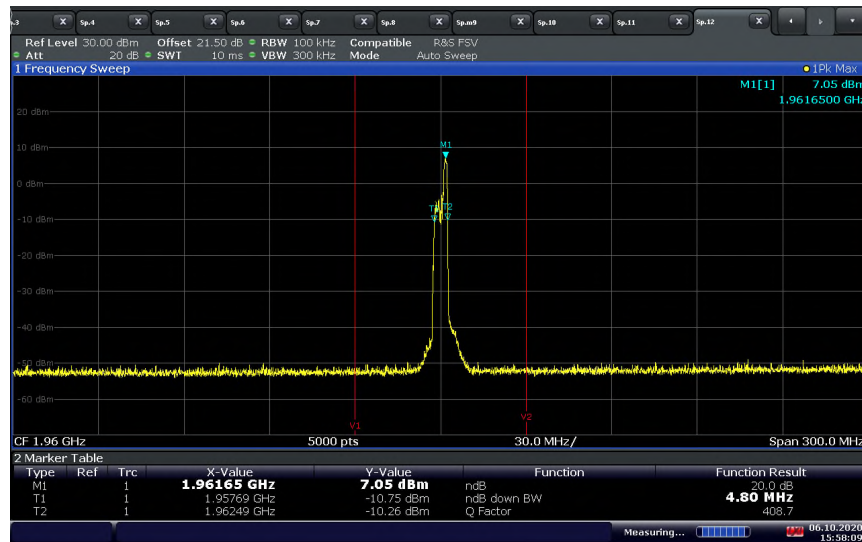 .3 X Sp.4 X Sp.5 X Sp.6 X Sp.7 X Sp.8 X Sp.m9 X Sp.10 X Sp.11 X Sp.12 X
Ref Level 30.00 dBm Offset 21.50 dB RBW 100 kHz Compatible R&S FSV
Att 20 dB SWT 10 ms VBW 300 kHz Mode Auto Sweep
1 Frequency Sweep 1Pk Max
M1[1] 7.05 dBm
1.9616500 GHz
20 dBm
10 dBm
M1
0 dBm
T1 T2
-10 dBm
-20 dBm
-30 dBm
-40 dBm
-50 dBm
-60 dBm
V1 V2
CF 1.96 GHz 5000 pts 30.0 MHz/ Span 300.0 MHz
2 Marker Table
Type Ref Trc X-Value Y-Value Function Function Result
M1 1 1.96165 GHz 7.05 dBm ndB 20.0 dB
T1 1 1.95769 GHz -10.75 dBm ndB down BW 4.80 MHz
T2 1 1.96249 GHz -10.26 dBm Q Factor 408.7
Measuring... 06.10.2020
15:58:09